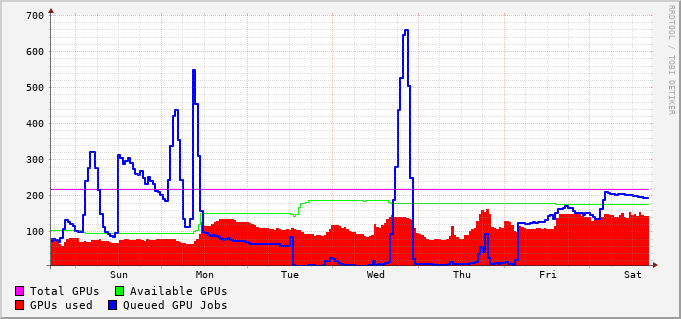 700
600
500
400
300
200
100
Sun Mon Tue Wed Thu Fri Sat
Total GPUs Available GPUs
GPUs used Queued GPU Jobs
RRDTOOL / TOBI OETIKER